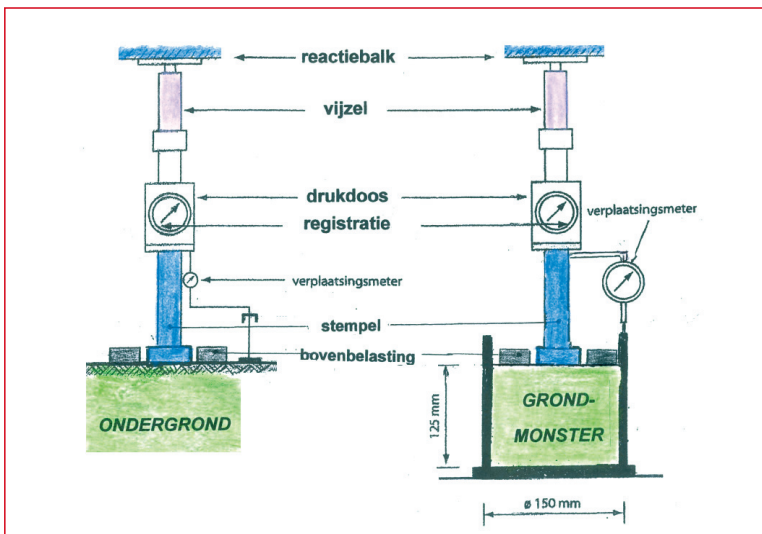 reactiebalk
vijzel
drukdoos
registratie
verplaatsingsmeter
verplaatsingsmeter
stempel
bovenbelasting
ONDERGROND
GROND-
MONSTER
125 mm
ø 150 mm